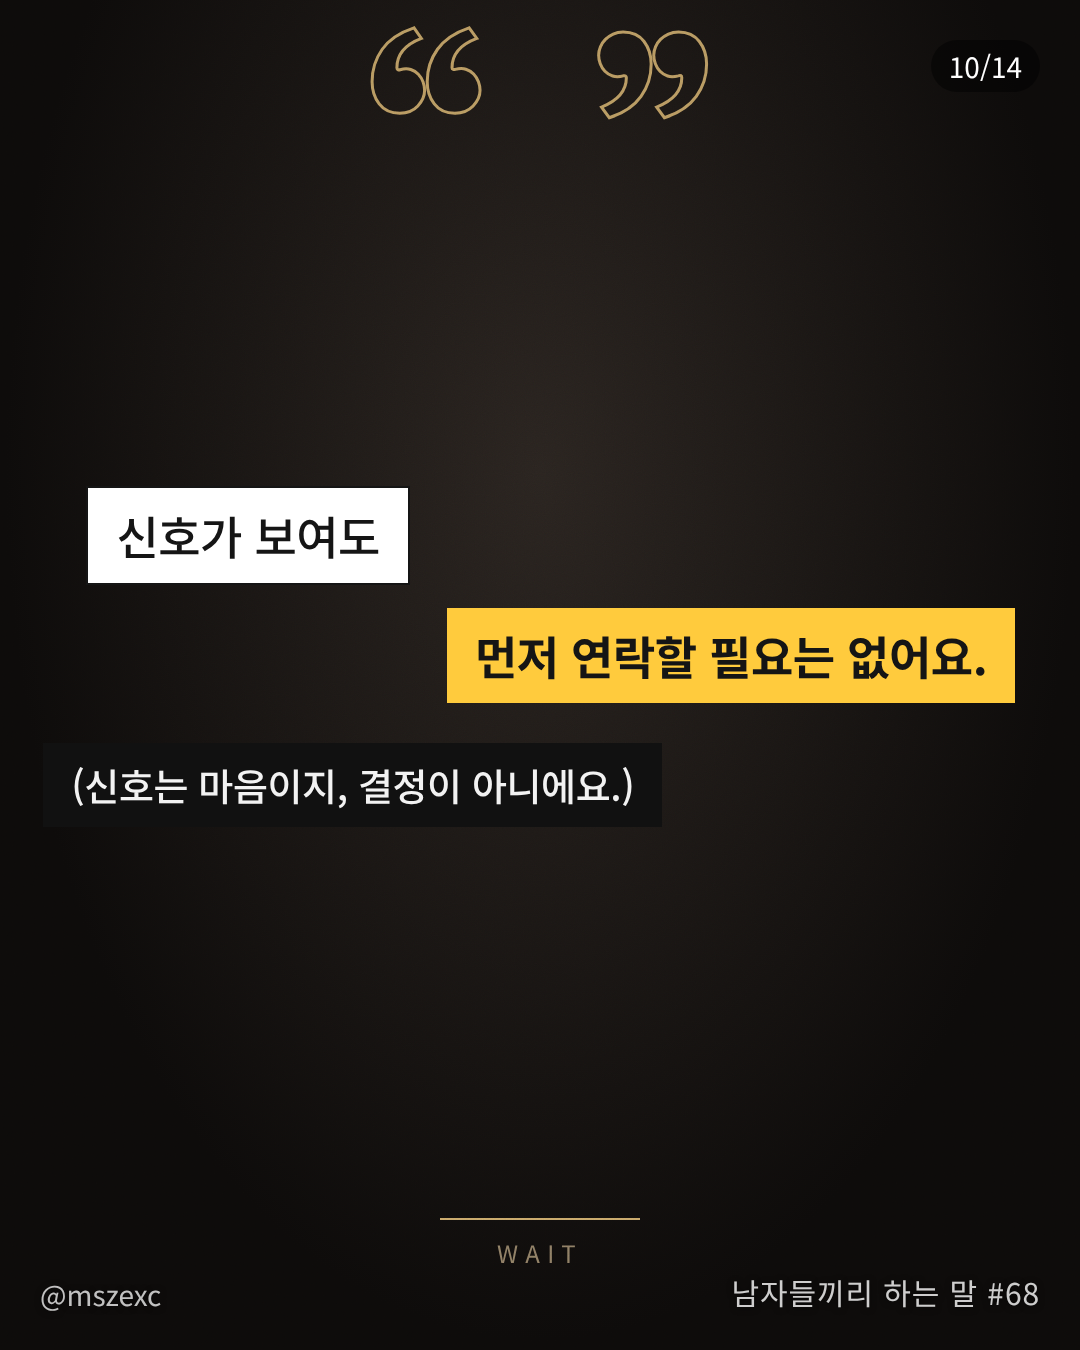 10/14
신호가 보여도
먼저 연락할 필요는 없어요.
(신호는 마음이지, 결정이 아니에요.)
WAIT
@mszexc
남자들끼리 하는 말 #68